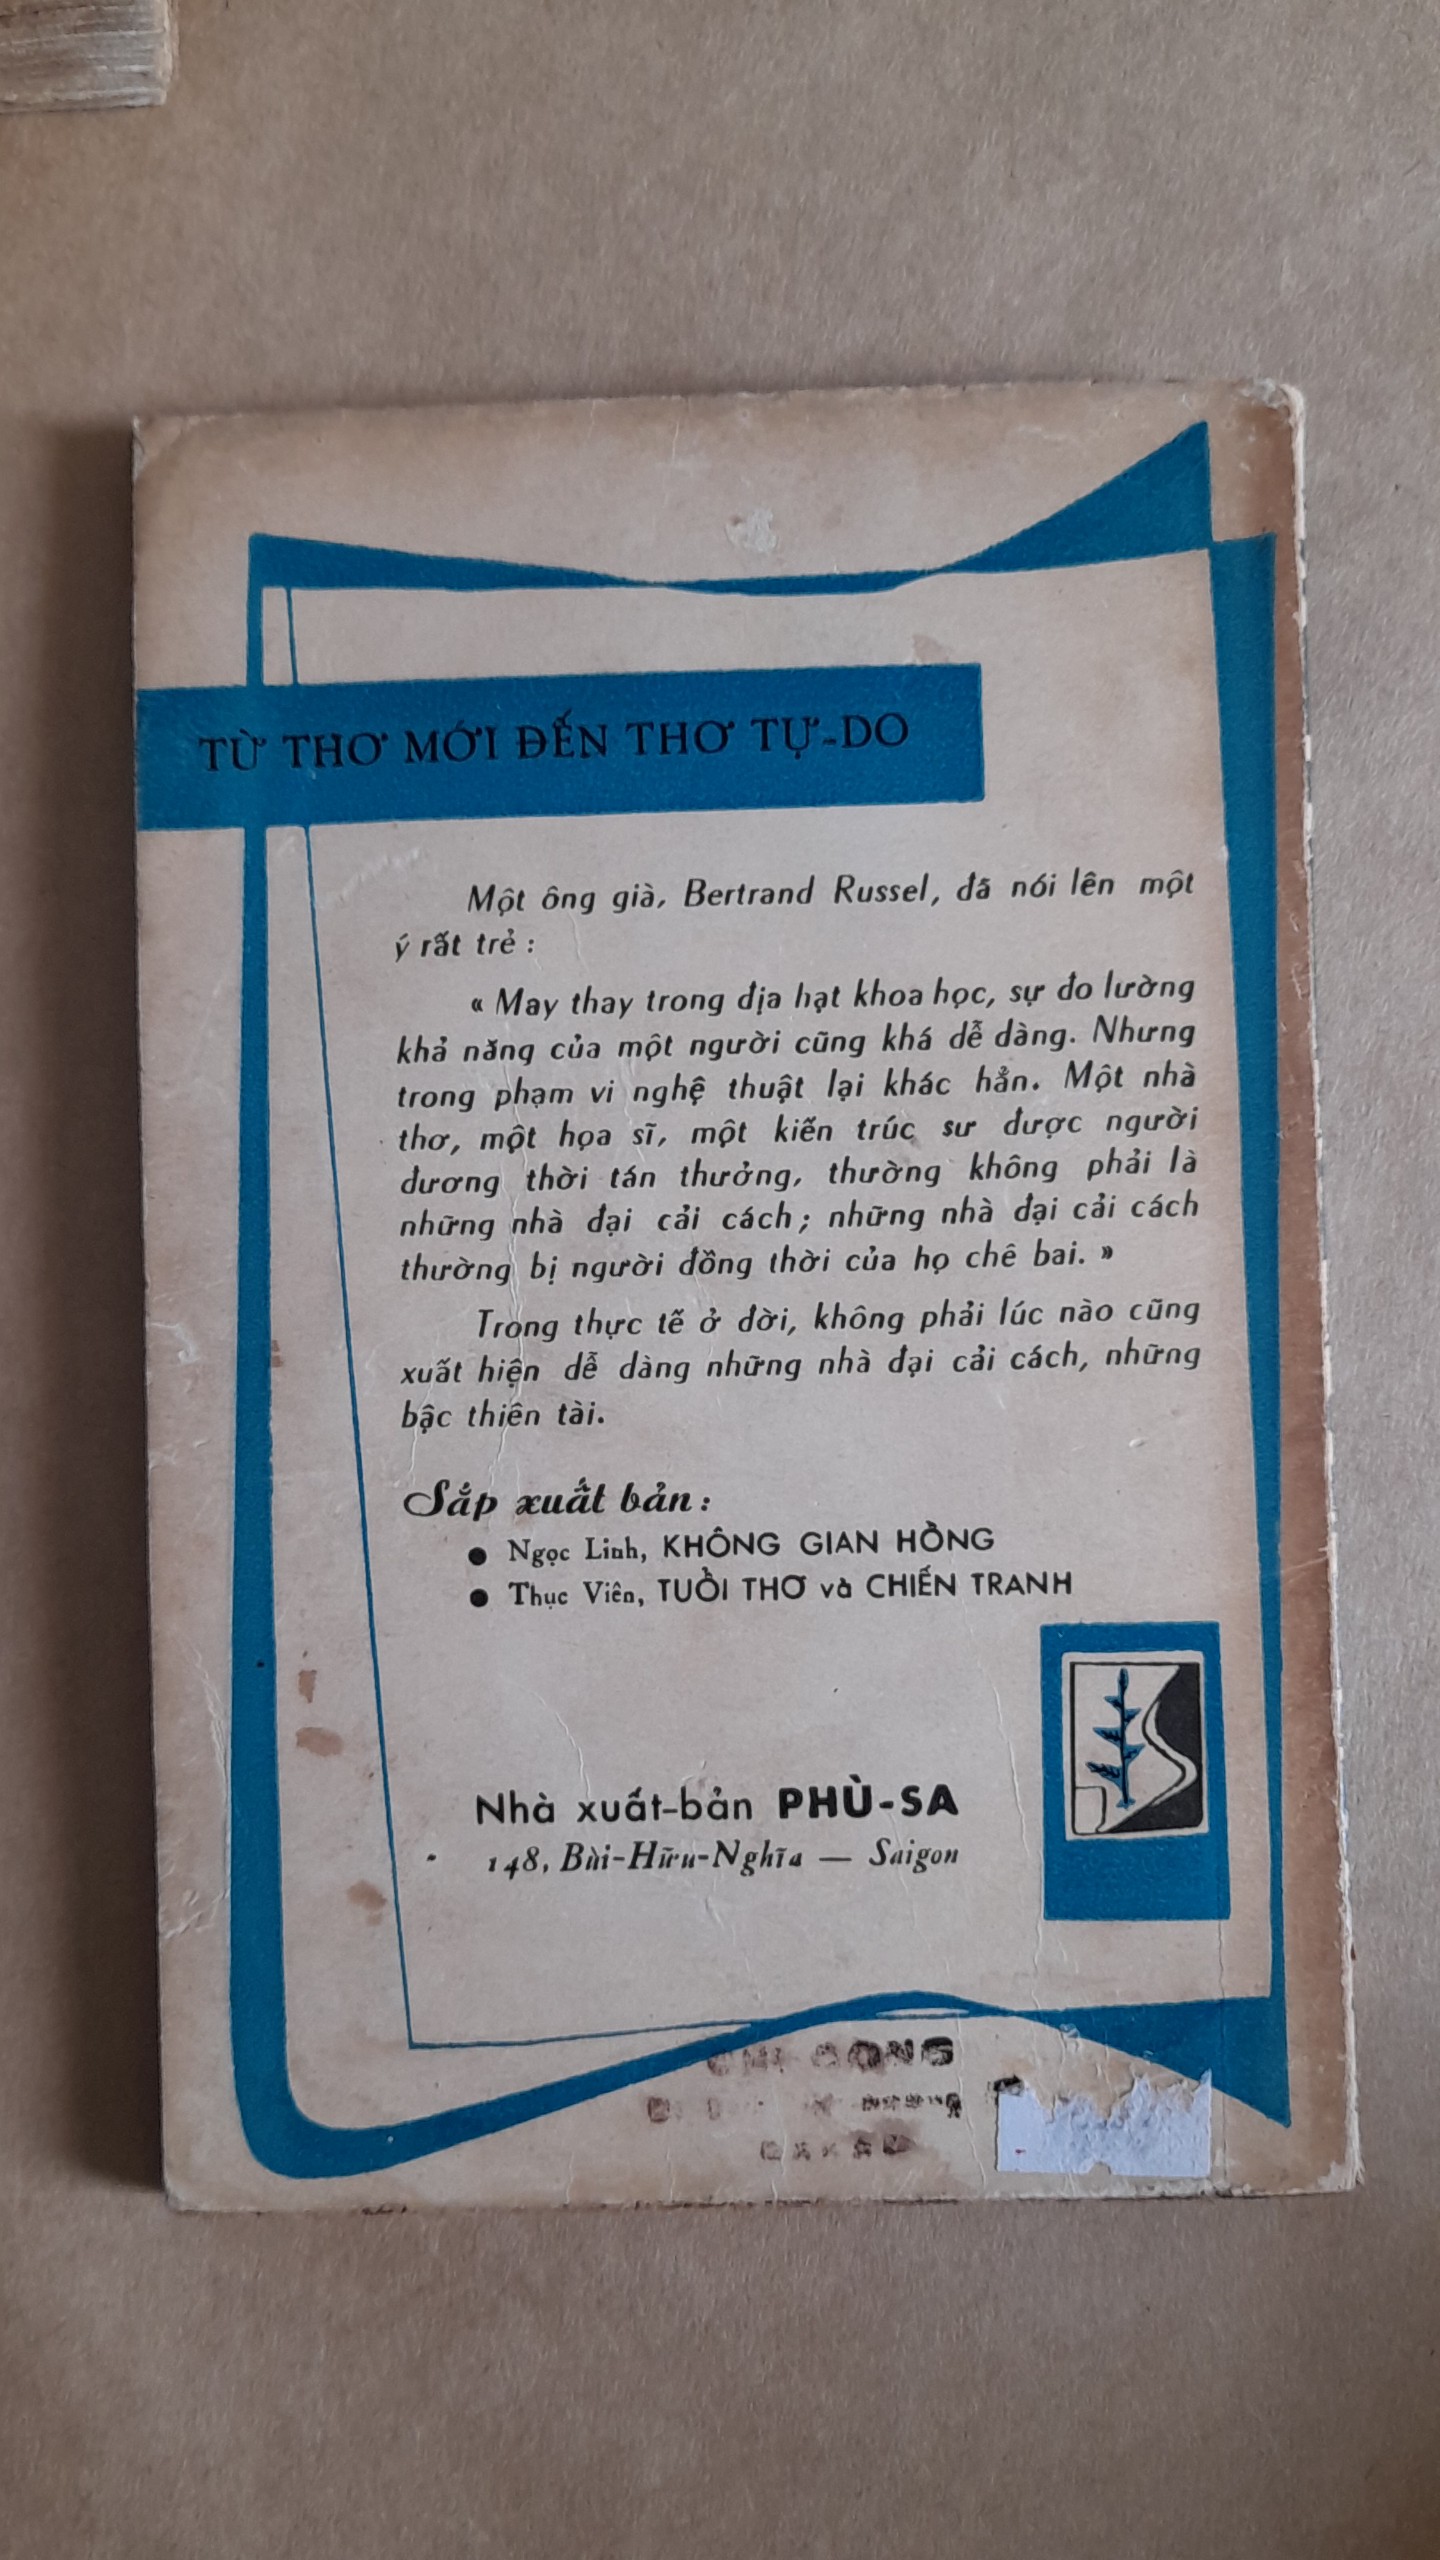 TỪ THƠ MỚI ĐẾN THƠ TỰ-DO
Một ông già, Bertrand Russel, đã nói lên một
ý rất trẻ :
« May thay trong địa hạt khoa học, sự đo lường
khả năng của một người cũng khá dễ dàng. Nhưng
trong phạm vi nghệ thuật lại khác hẳn. Một nhà
thơ, một họa sĩ, một kiến trúc sư được người
đương thời tán thưởng, thường không phải là
những nhà đại cải cách ; những nhà đại cải cách
thường bị người đồng thời của họ chê bai. »
Trong thực tế ở đời, không phải lúc nào cũng
xuất hiện dễ dàng những nhà đại cải cách, những
bậc thiên tài.
Sắp xuất bản :
● Ngọc Linh, KHÔNG GIAN HỒNG
● Thục Viên, TUỔI THƠ và CHIẾN TRANH
Nhà xuất-bản PHÙ-SA
148, Bùi-Hữu-Nghĩa — Saigon